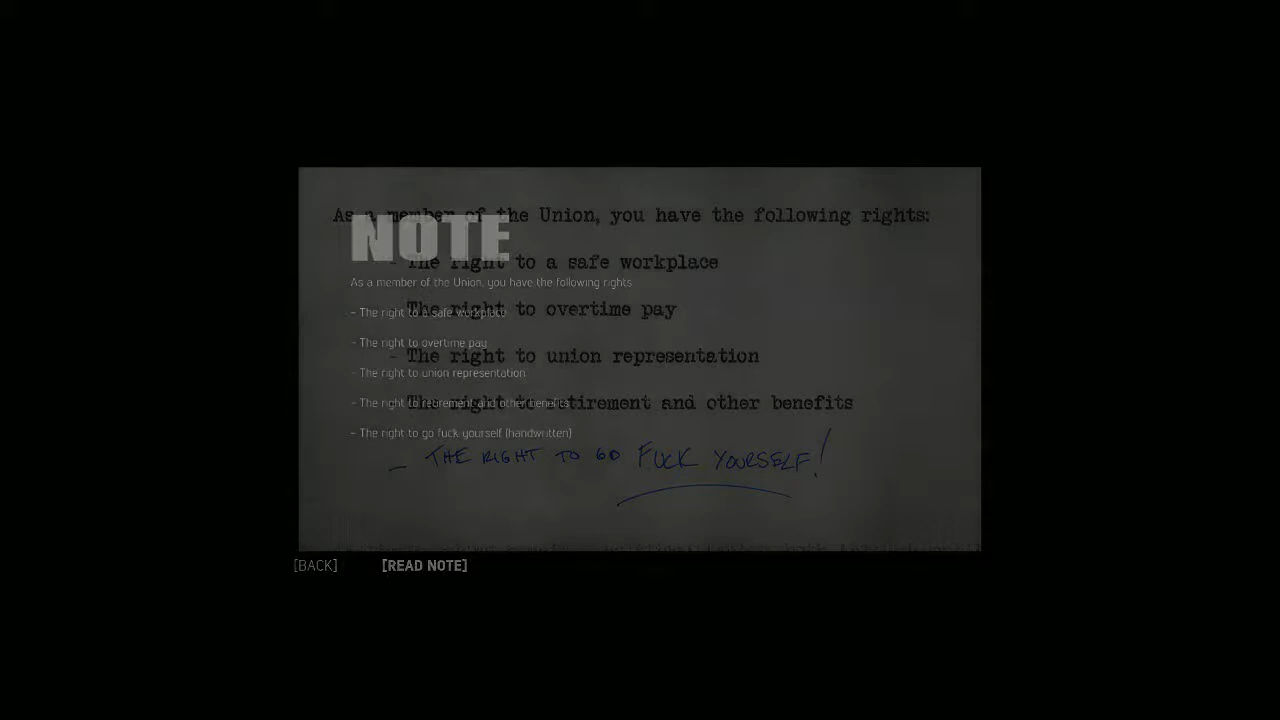 As a member of the Union, you have the following rights:
- The right to a safe workplace
- The right to overtime pay
- The right to union representation
- The right to retirement and other benefits
- THE RIGHT TO GO FUCK YOURSELF!
NOTE
As a member of the Union, you have the following rights
- The right to a safe workplace
- The right to overtime pay
- The right to union representation
- The right to retirement and other benefits
- The right to go fuck yourself (handwritten)
[BACK] [READ NOTE]